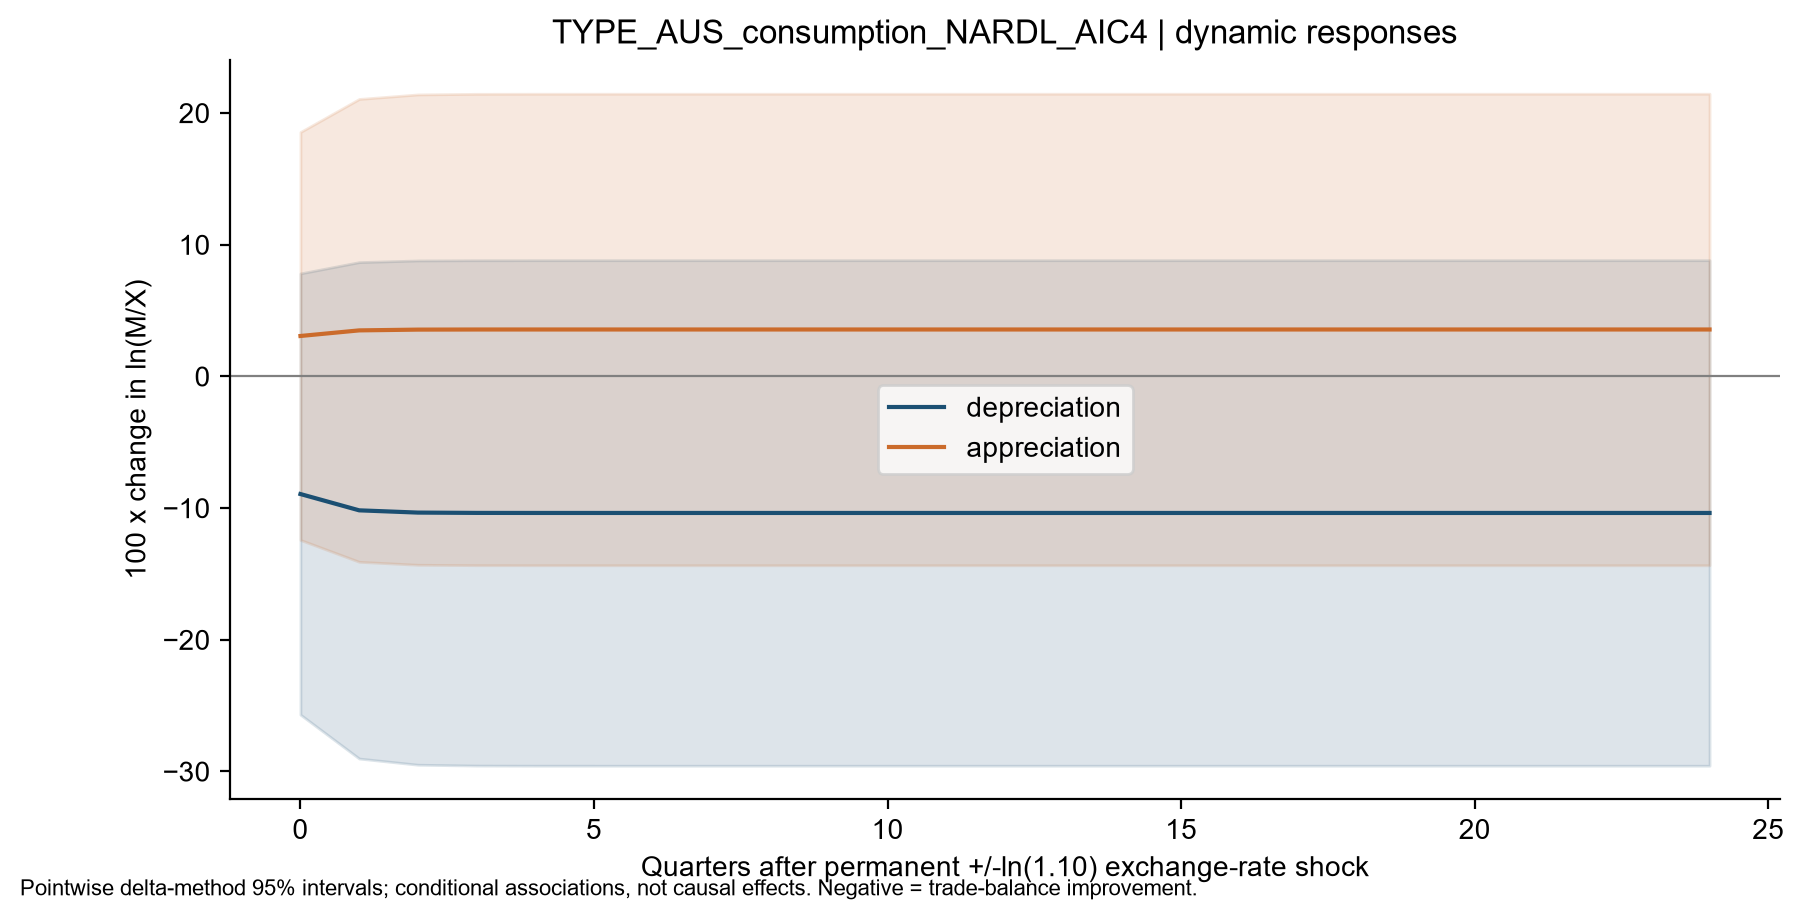 TYPE_AUS_consumption_NARDL_AIC4 | dynamic responses
100 x change in ln(M/X)
20
10
0
−10
−20
−30
depreciation
appreciation
0 5 10 15 20 25
Quarters after permanent +/-ln(1.10) exchange-rate shock
Pointwise delta-method 95% intervals; conditional associations, not causal effects. Negative = trade-balance improvement.